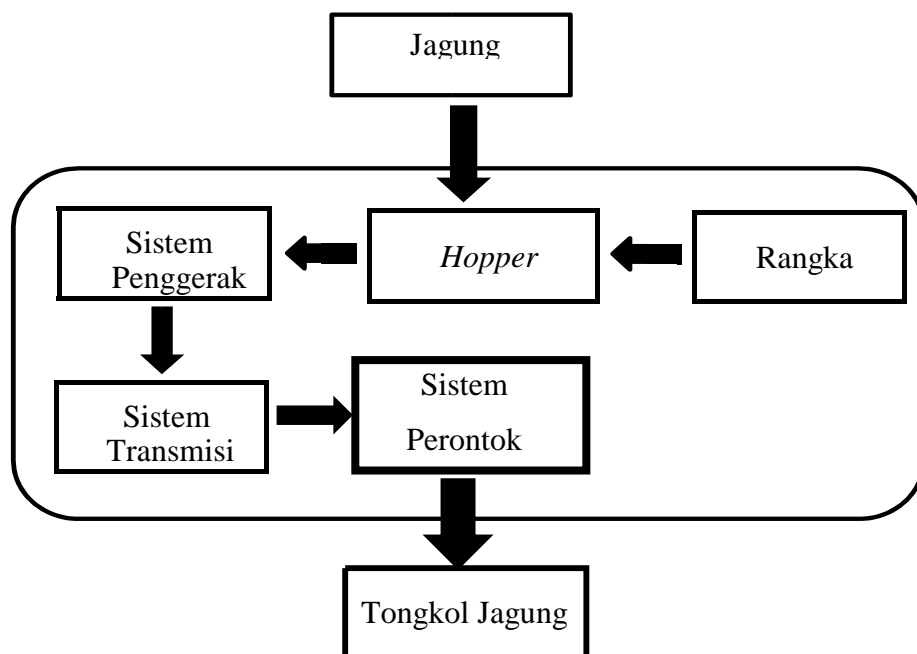 Jagung
Sistem
Penggerak
Hopper
Rangka
Sistem
Transmisi
Sistem
Perontok
Tongkol Jagung